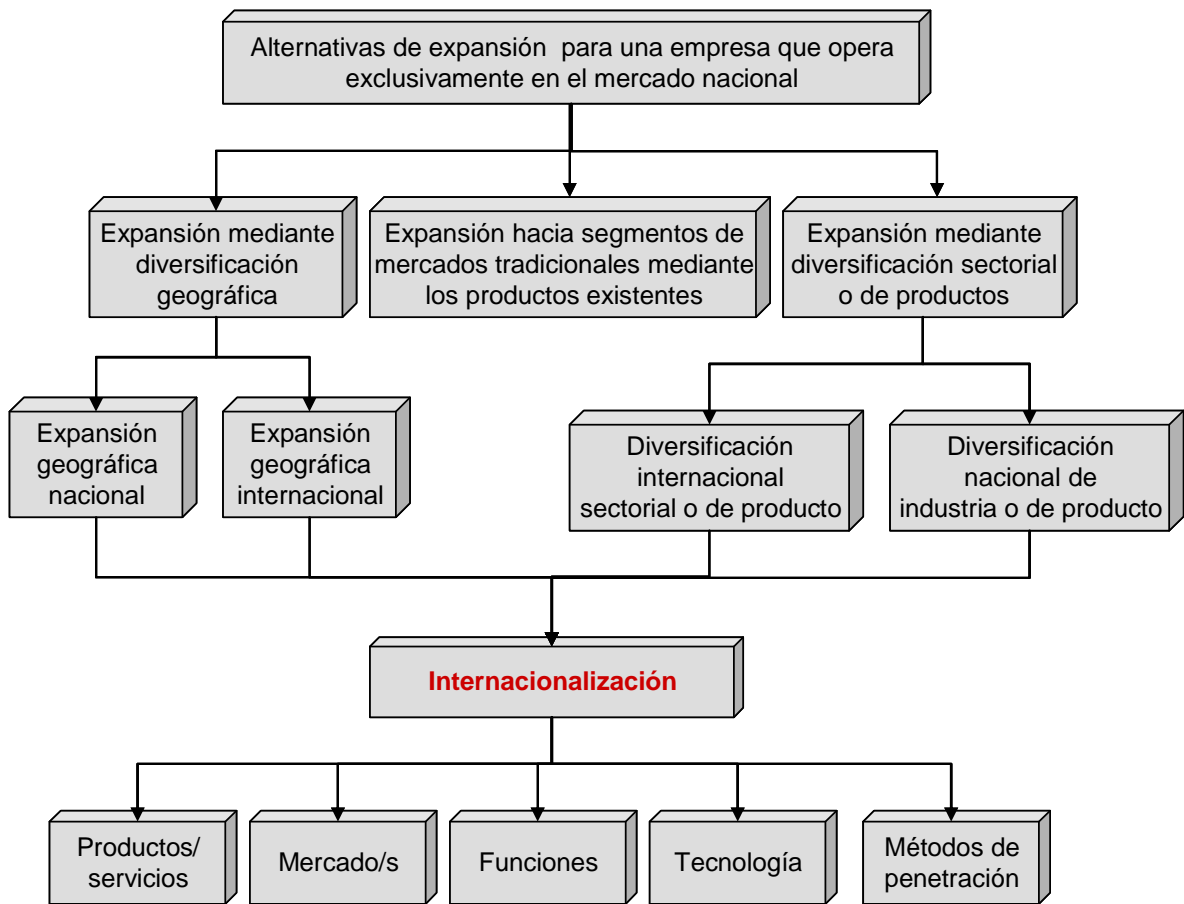 Alternativas de expansión para una empresa que opera
exclusivamente en el mercado nacional
Expansión mediante
diversificación
geográfica
Expansión hacia segmentos de
mercados tradicionales mediante
los productos existentes
Expansión mediante
diversificación sectorial
o de productos
Expansión
geográfica
nacional
Expansión
geográfica
internacional
Diversificación
internacional
sectorial o de producto
Diversificación
nacional de
industria o de producto
Internacionalización
Productos/
servicios
Mercado/s
Funciones
Tecnología
Métodos de
penetración